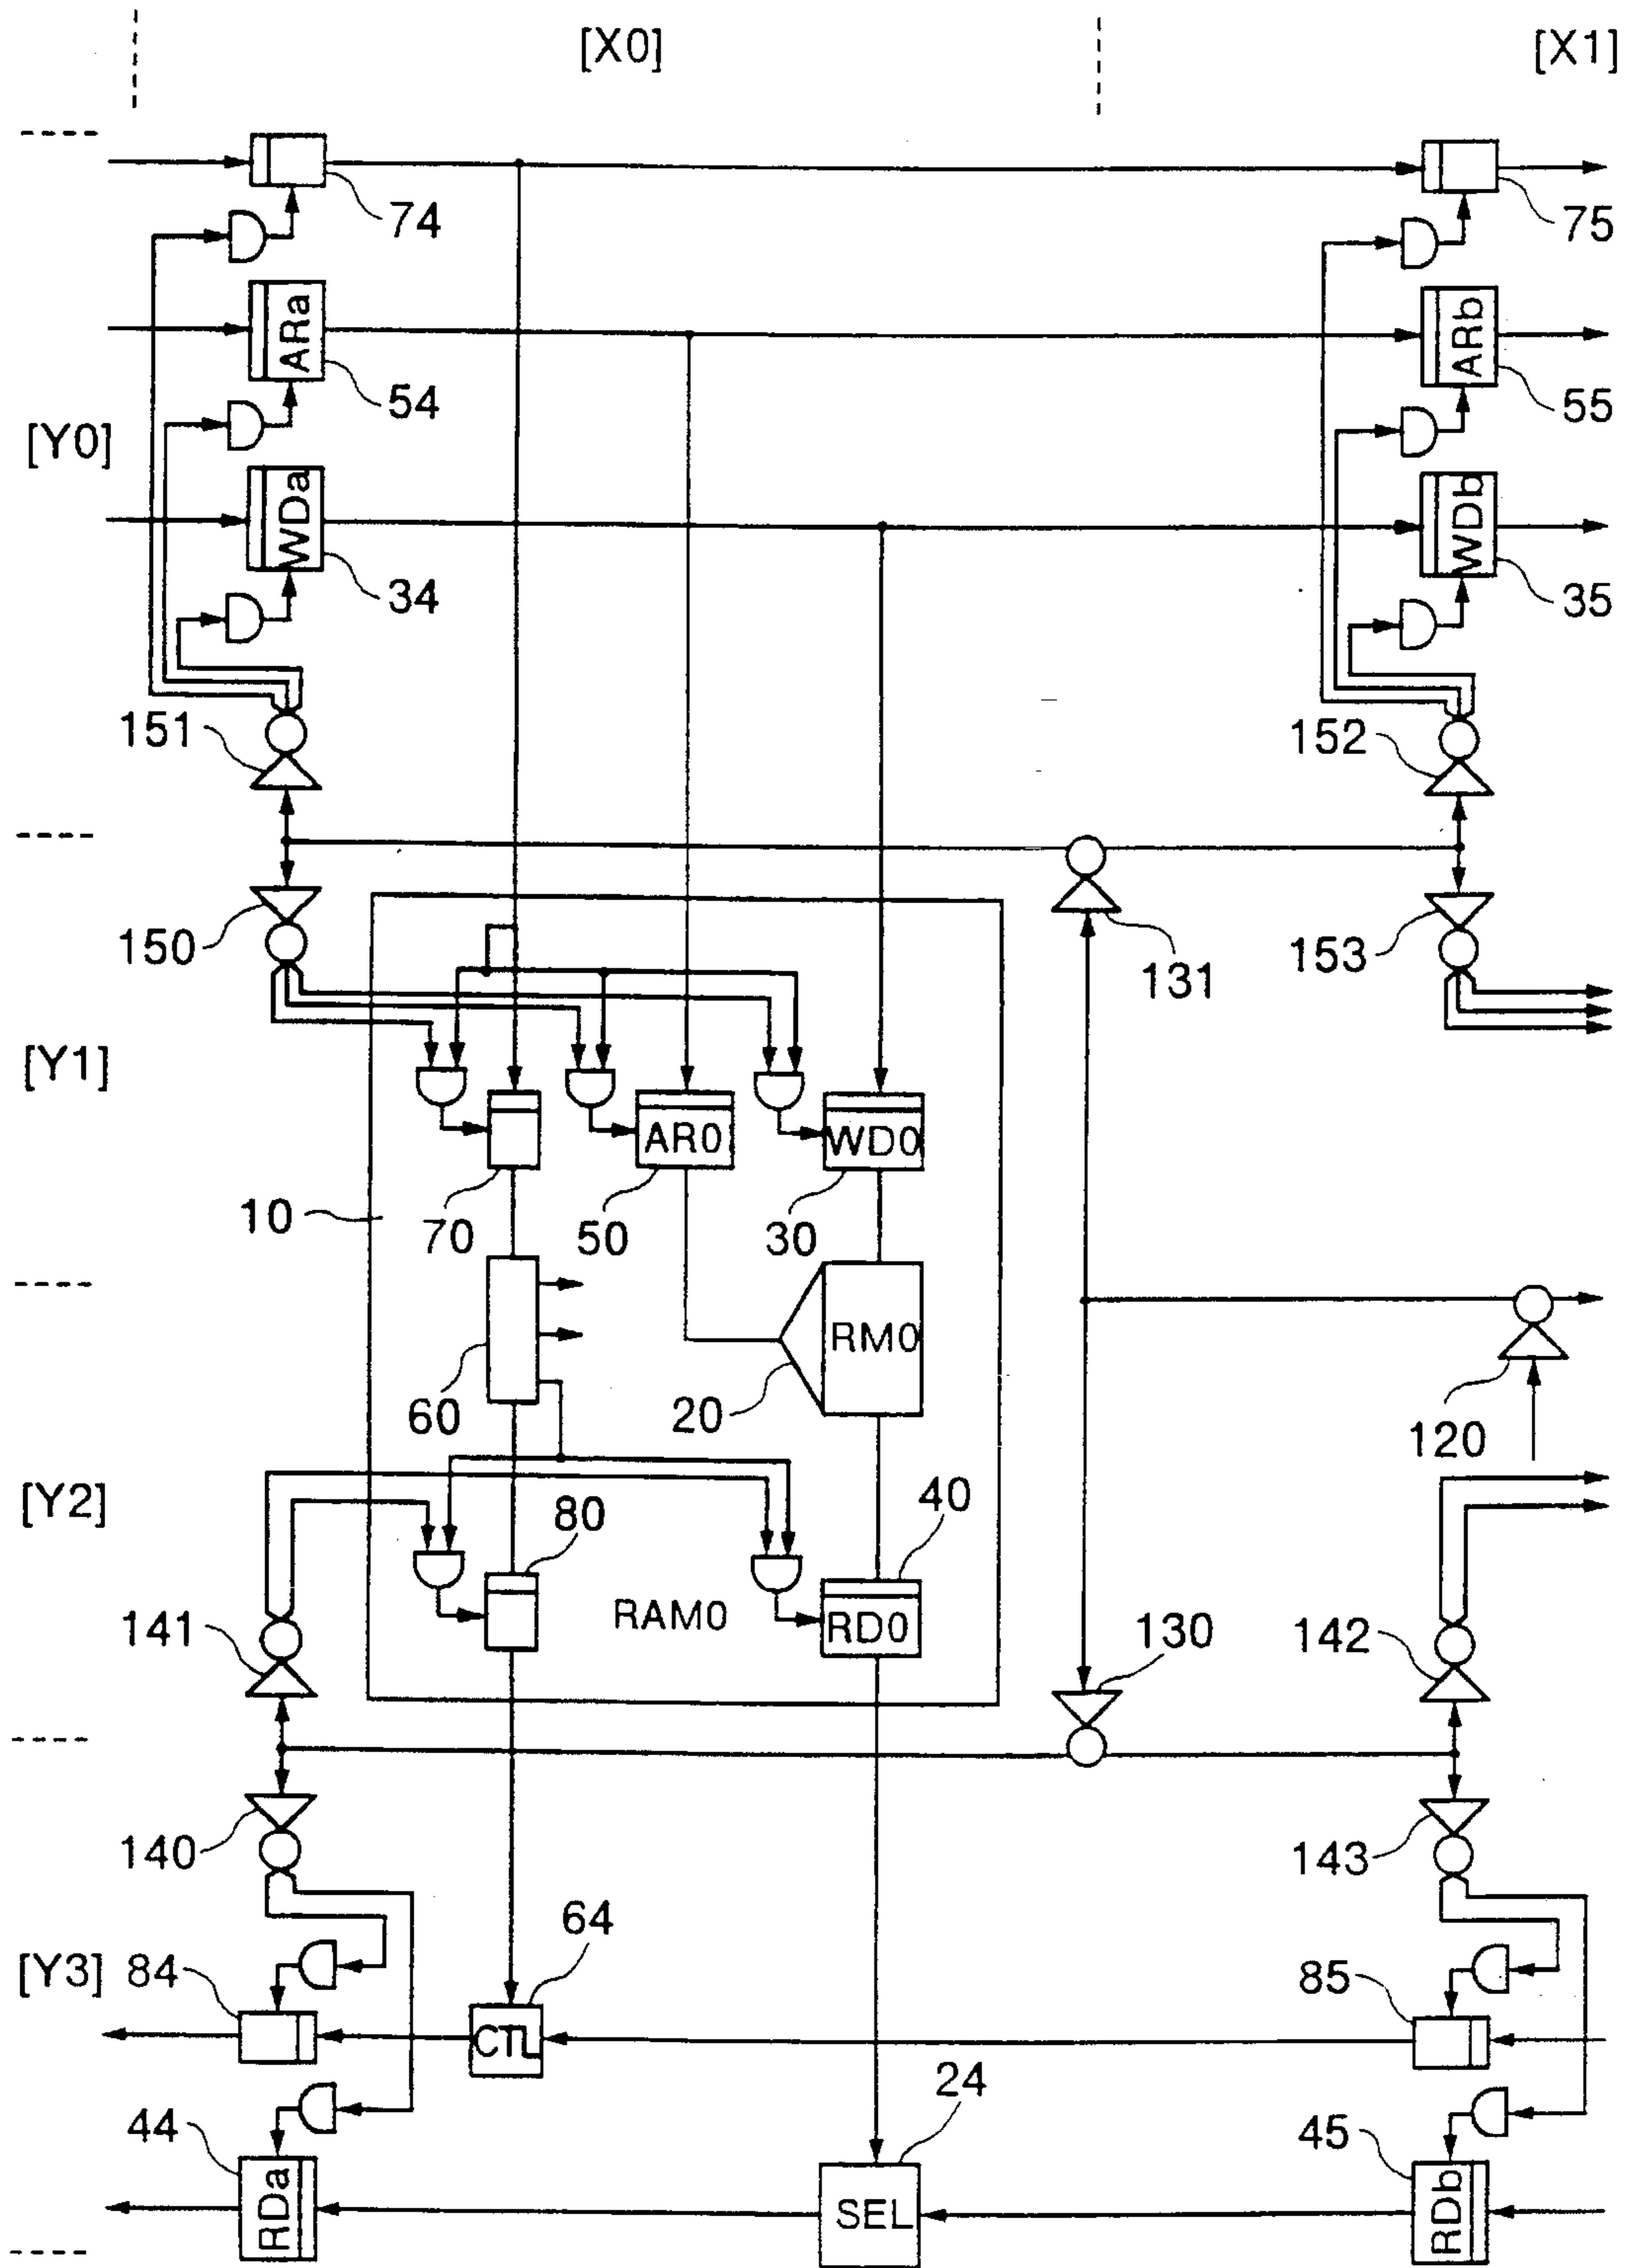 [X0] [X1]
74 75
ARa ARb
54 55
[Y0]
WDa WDb
34 35
151 152
150 131 153
[Y1]
AR0 WD0
10 70 50 30
RM0
60 20 120
[Y2] 80 40
141 RAM0 RD0 130 142
140 143
64
[Y3] 84 85
CTL
24
44 45
RDa SEL RDb